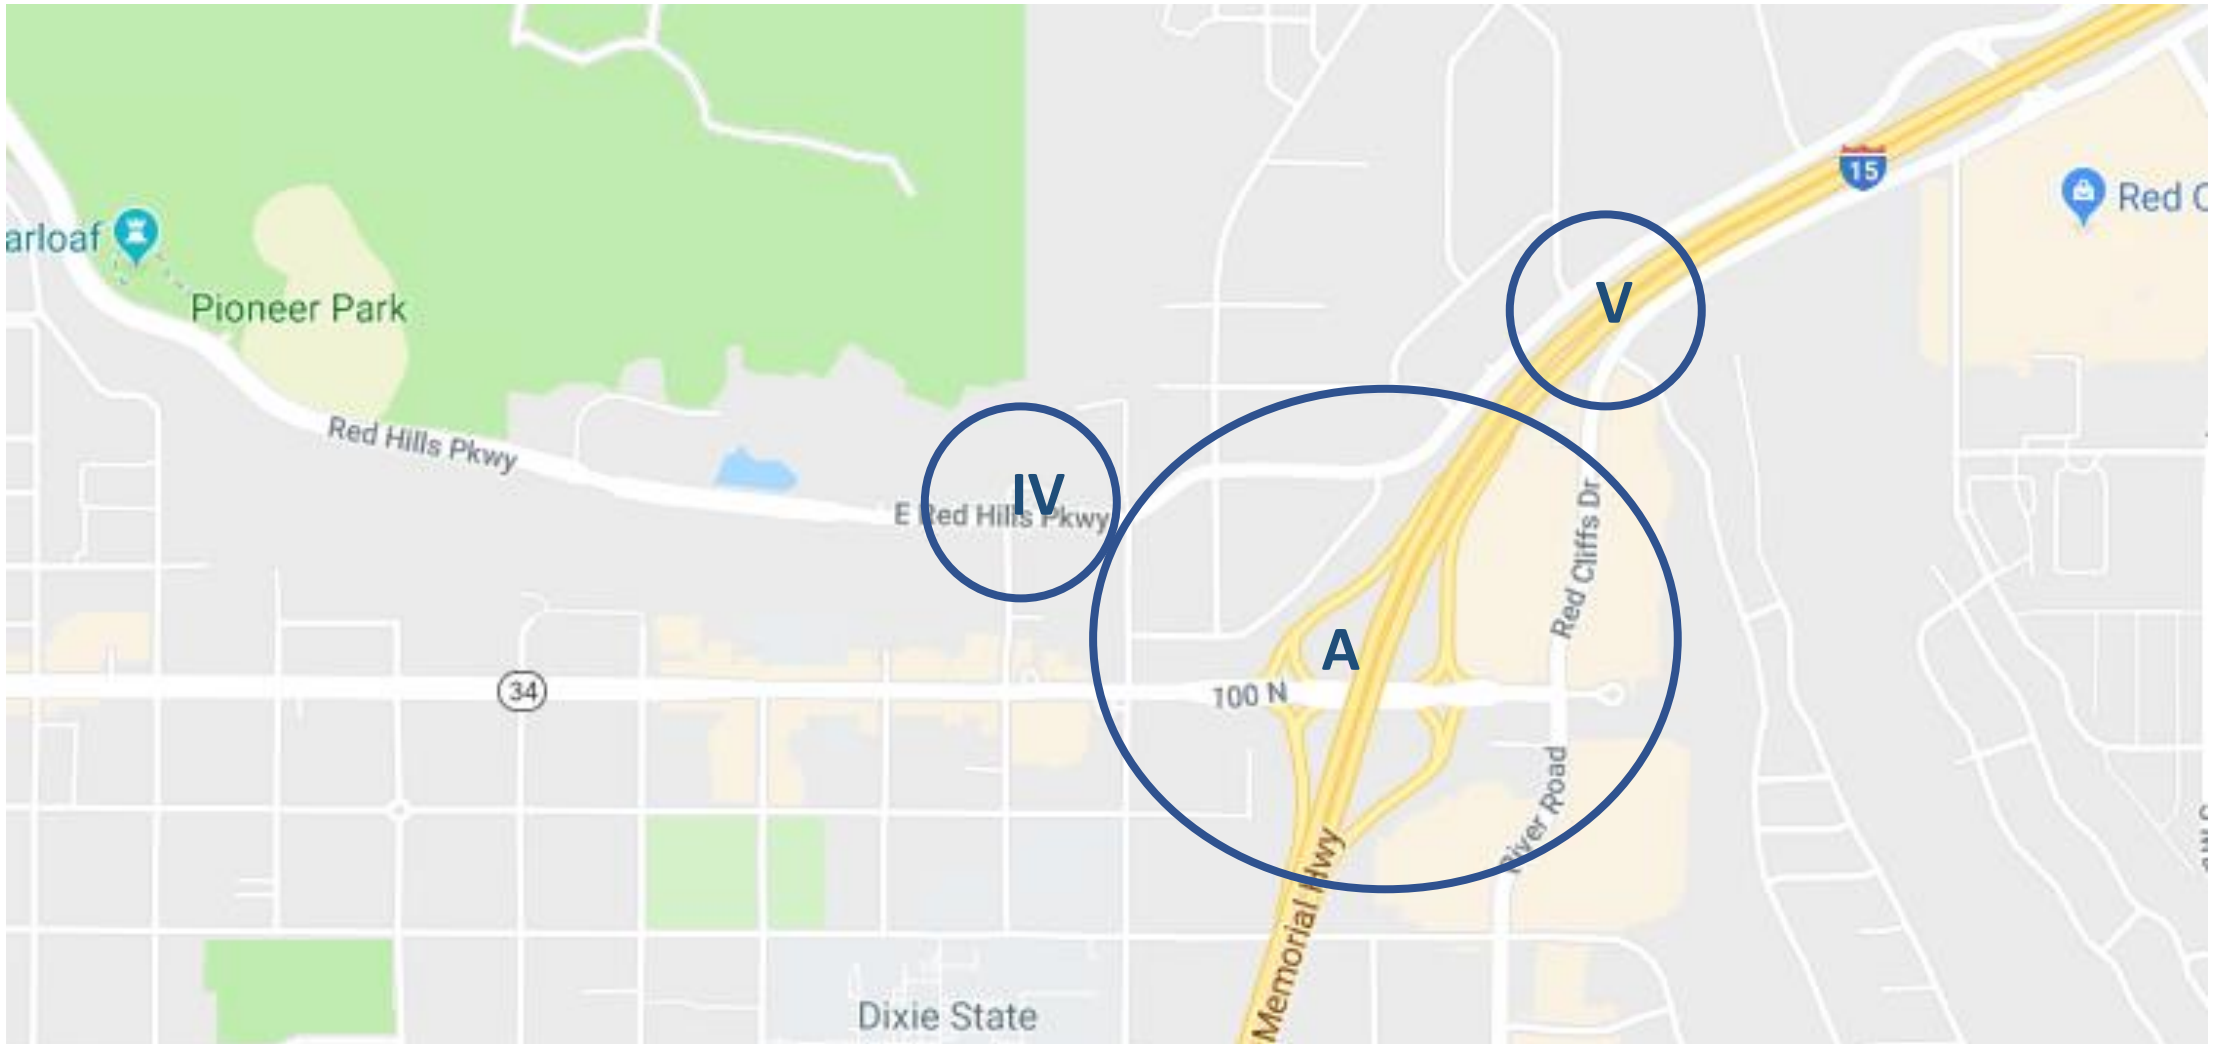 15
Red C
arloaf
Pioneer Park
V
Red Hills Pkwy
IV
E Red Hills Pkwy
Red Cliffs Dr
A
34
100 N
River Road
Memorial Hwy
Dixie State